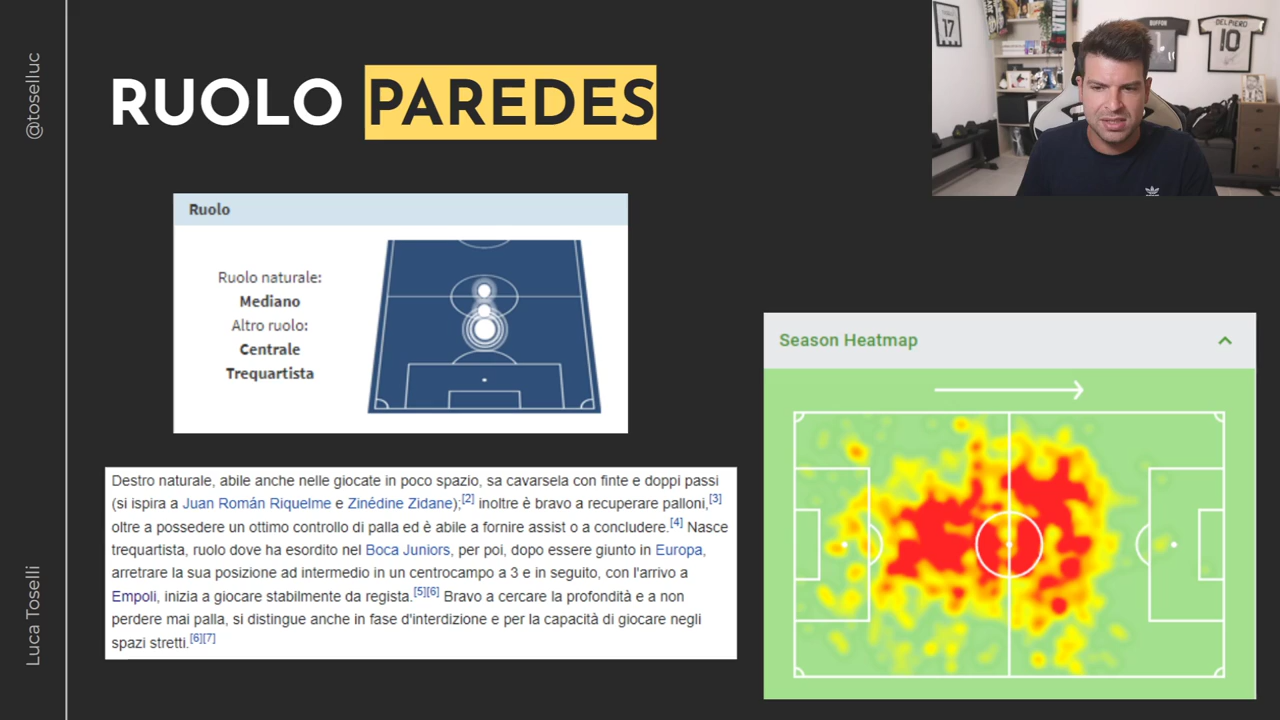 @toselluc
Luca Toselli
RUOLO PAREDES
BUFFON
1
DEL PIERO
10
17
Ruolo
Ruolo naturale:
Mediano
Altro ruolo:
Centrale
Trequartista
Season Heatmap
Destro naturale, abile anche nelle giocate in poco spazio, sa cavarsela con finte e doppi passi
(si ispira a Juan Román Riquelme e Zinédine Zidane);[2] inoltre è bravo a recuperare palloni,[3]
oltre a possedere un ottimo controllo di palla ed è abile a fornire assist o a concludere.[4] Nasce
trequartista, ruolo dove ha esordito nel Boca Juniors, per poi, dopo essere giunto in Europa,
arretrare la sua posizione ad intermedio in un centrocampo a 3 e in seguito, con l'arrivo a
Empoli, inizia a giocare stabilmente da regista.[5][6] Bravo a cercare la profondità e a non
perdere mai palla, si distingue anche in fase d'interdizione e per la capacità di giocare negli
spazi stretti.[6][7]